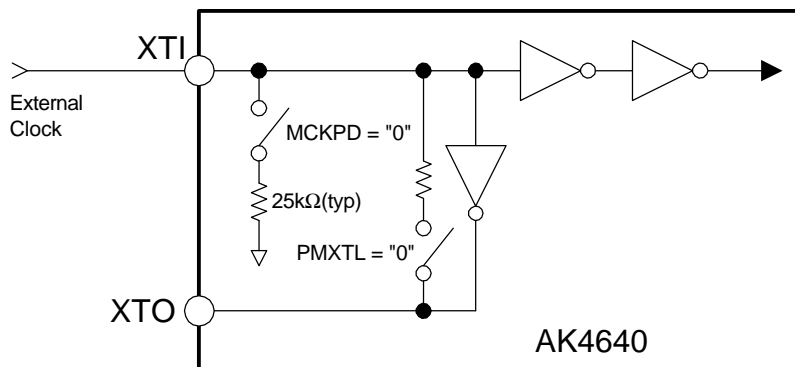 XTI
External
Clock
MCKPD = "0"
25kΩ(typ)
PMXTL = "0"
XTO
AK4640